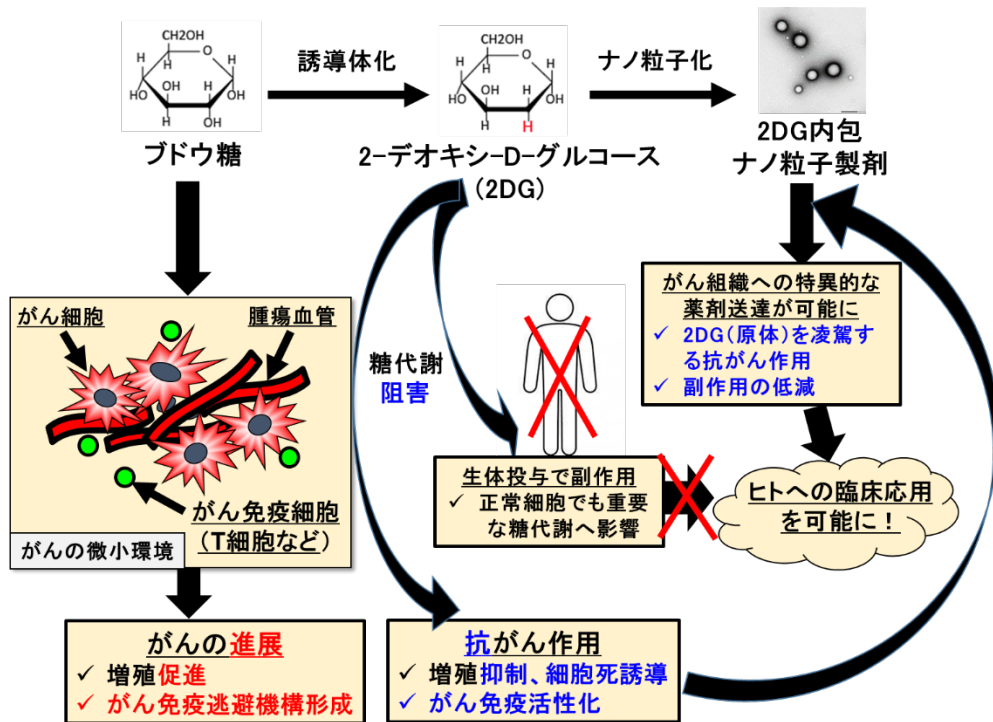 CH2OH
H
O
H
H
OH
H
HO
OH
H
OH
ブドウ糖
誘導体化
CH2OH
H
O
H
H
OH
H
HO
OH
H
H
2-デオキシ-D-グルコース
(2DG)
ナノ粒子化
2DG内包
ナノ粒子製剤
がん細胞
腫瘍血管
がん免疫細胞
(T細胞など)
がんの微小環境
糖代謝
阻害
生体投与で副作用
✓ 正常細胞でも重要
な糖代謝へ影響
がん組織への特異的な
薬剤送達が可能に
✓ 2DG(原体)を凌駕す
る抗がん作用
✓ 副作用の低減
ヒトへの臨床応用
を可能に!
がんの進展
✓ 増殖促進
✓ がん免疫逃避機構形成
抗がん作用
✓ 増殖抑制、細胞死誘導
✓ がん免疫活性化